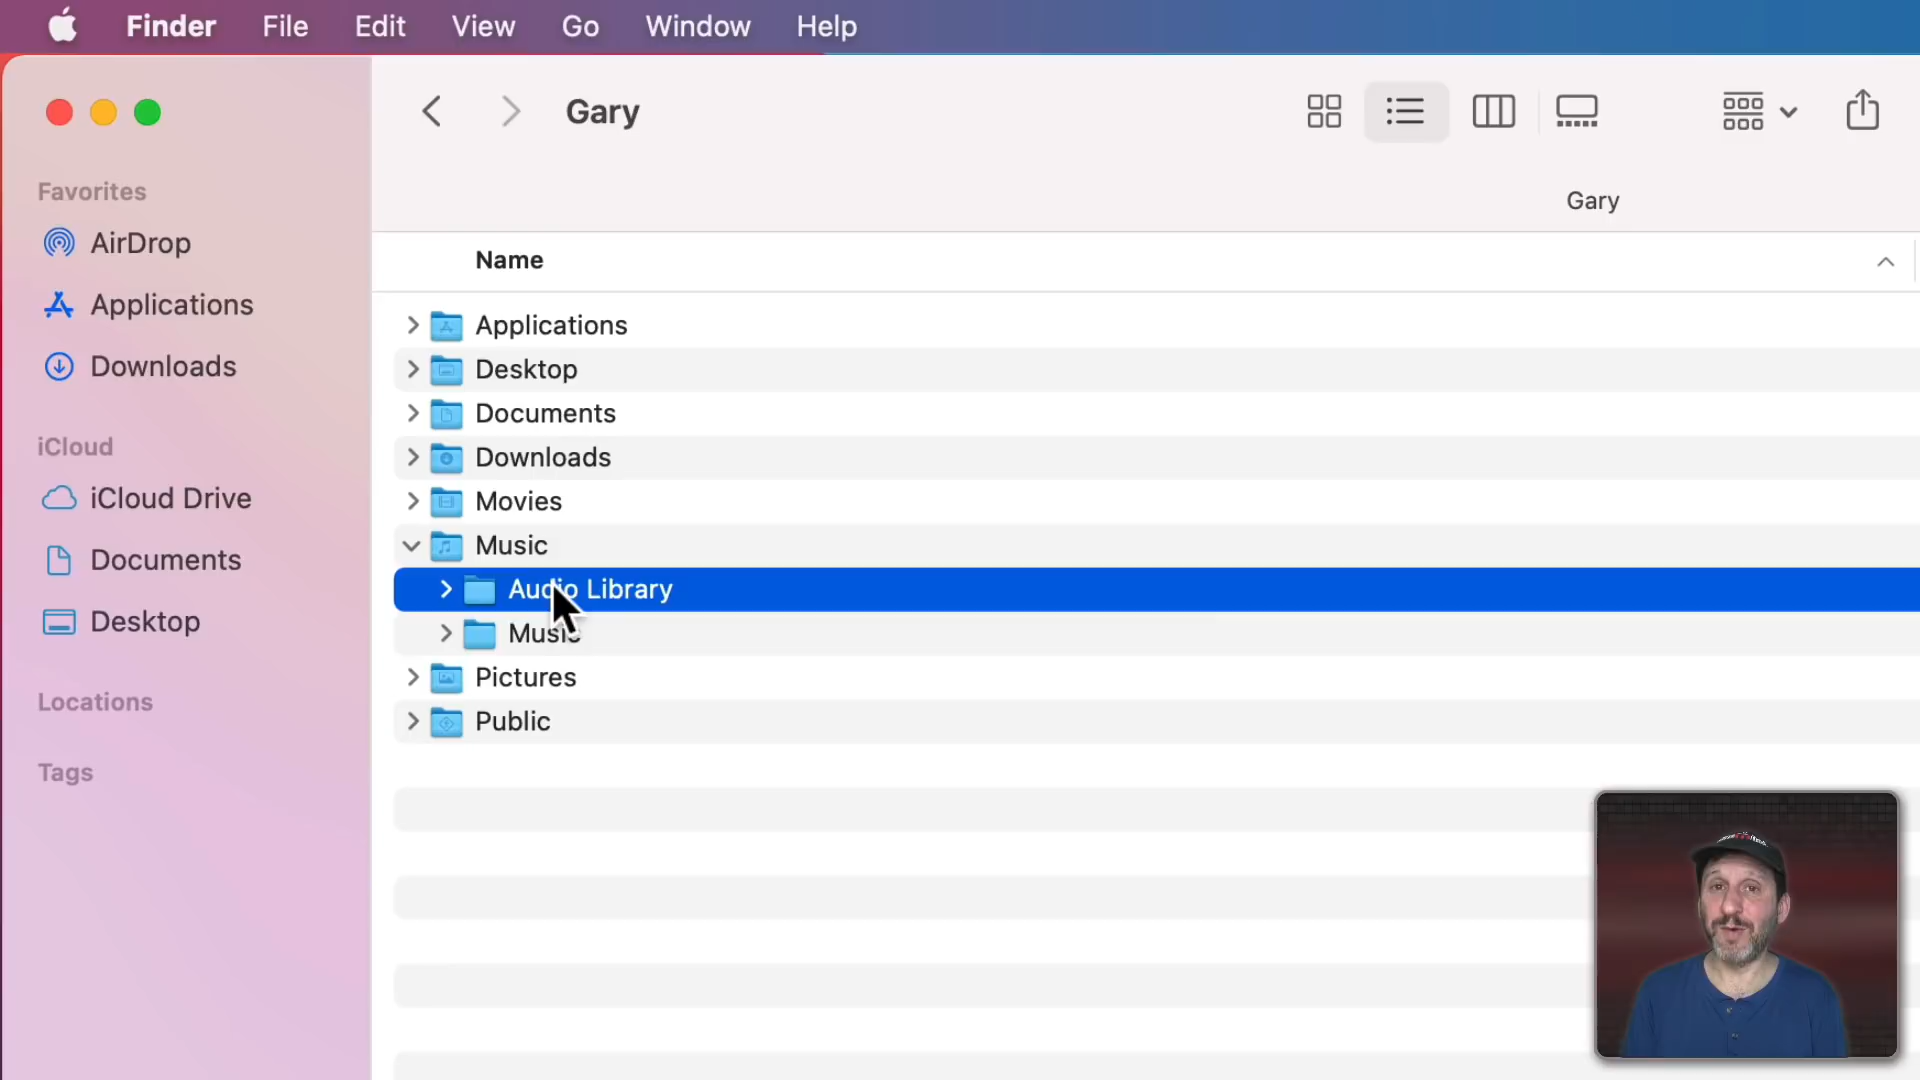 Finder File Edit View Go Window Help
Gary
Gary
Favorites
AirDrop
Applications
Downloads
iCloud
iCloud Drive
Documents
Desktop
Locations
Tags
Name
Applications
Desktop
Documents
Downloads
Movies
Music
Audio Library
Music
Pictures
Public